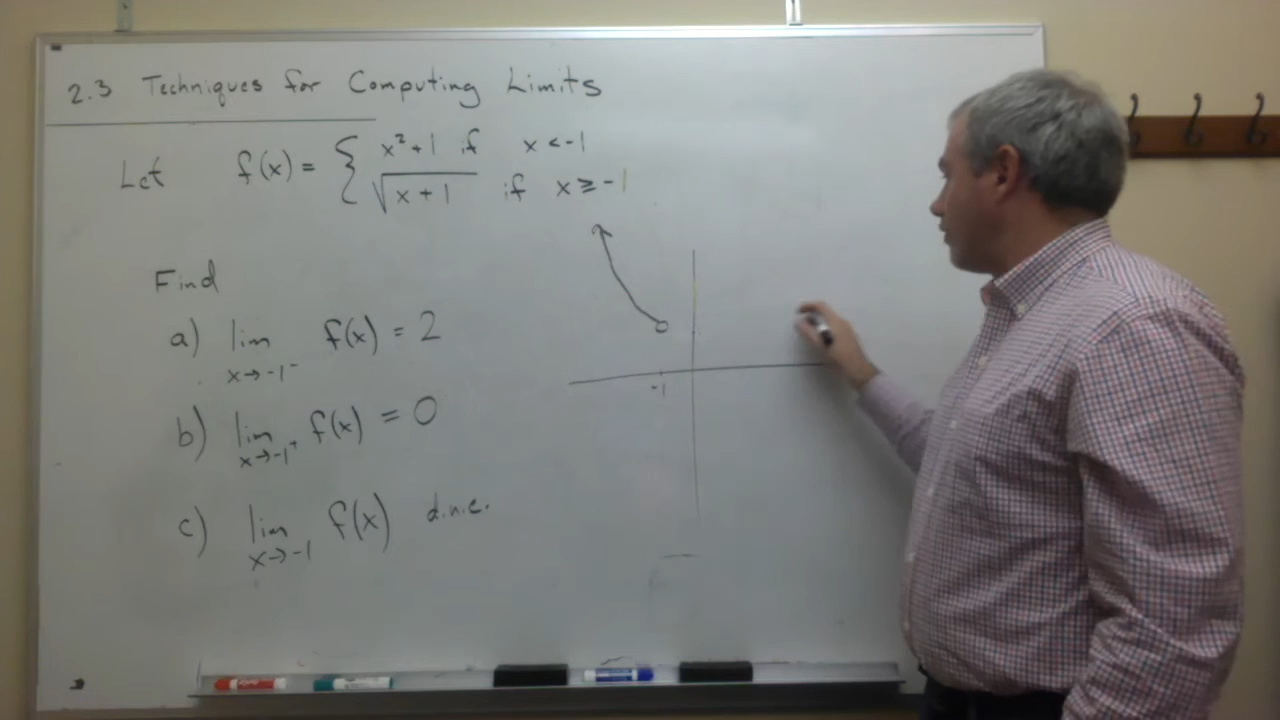 2.3 Techniques for Computing Limits
Let f(x) = { x² + 1 if x < -1
√(x + 1) if x ≥ -1
Find
a) lim f(x) = 2
x → -1⁻
b) lim f(x) = 0
x → -1⁺
c) lim f(x) d.n.e.
x → -1
-1